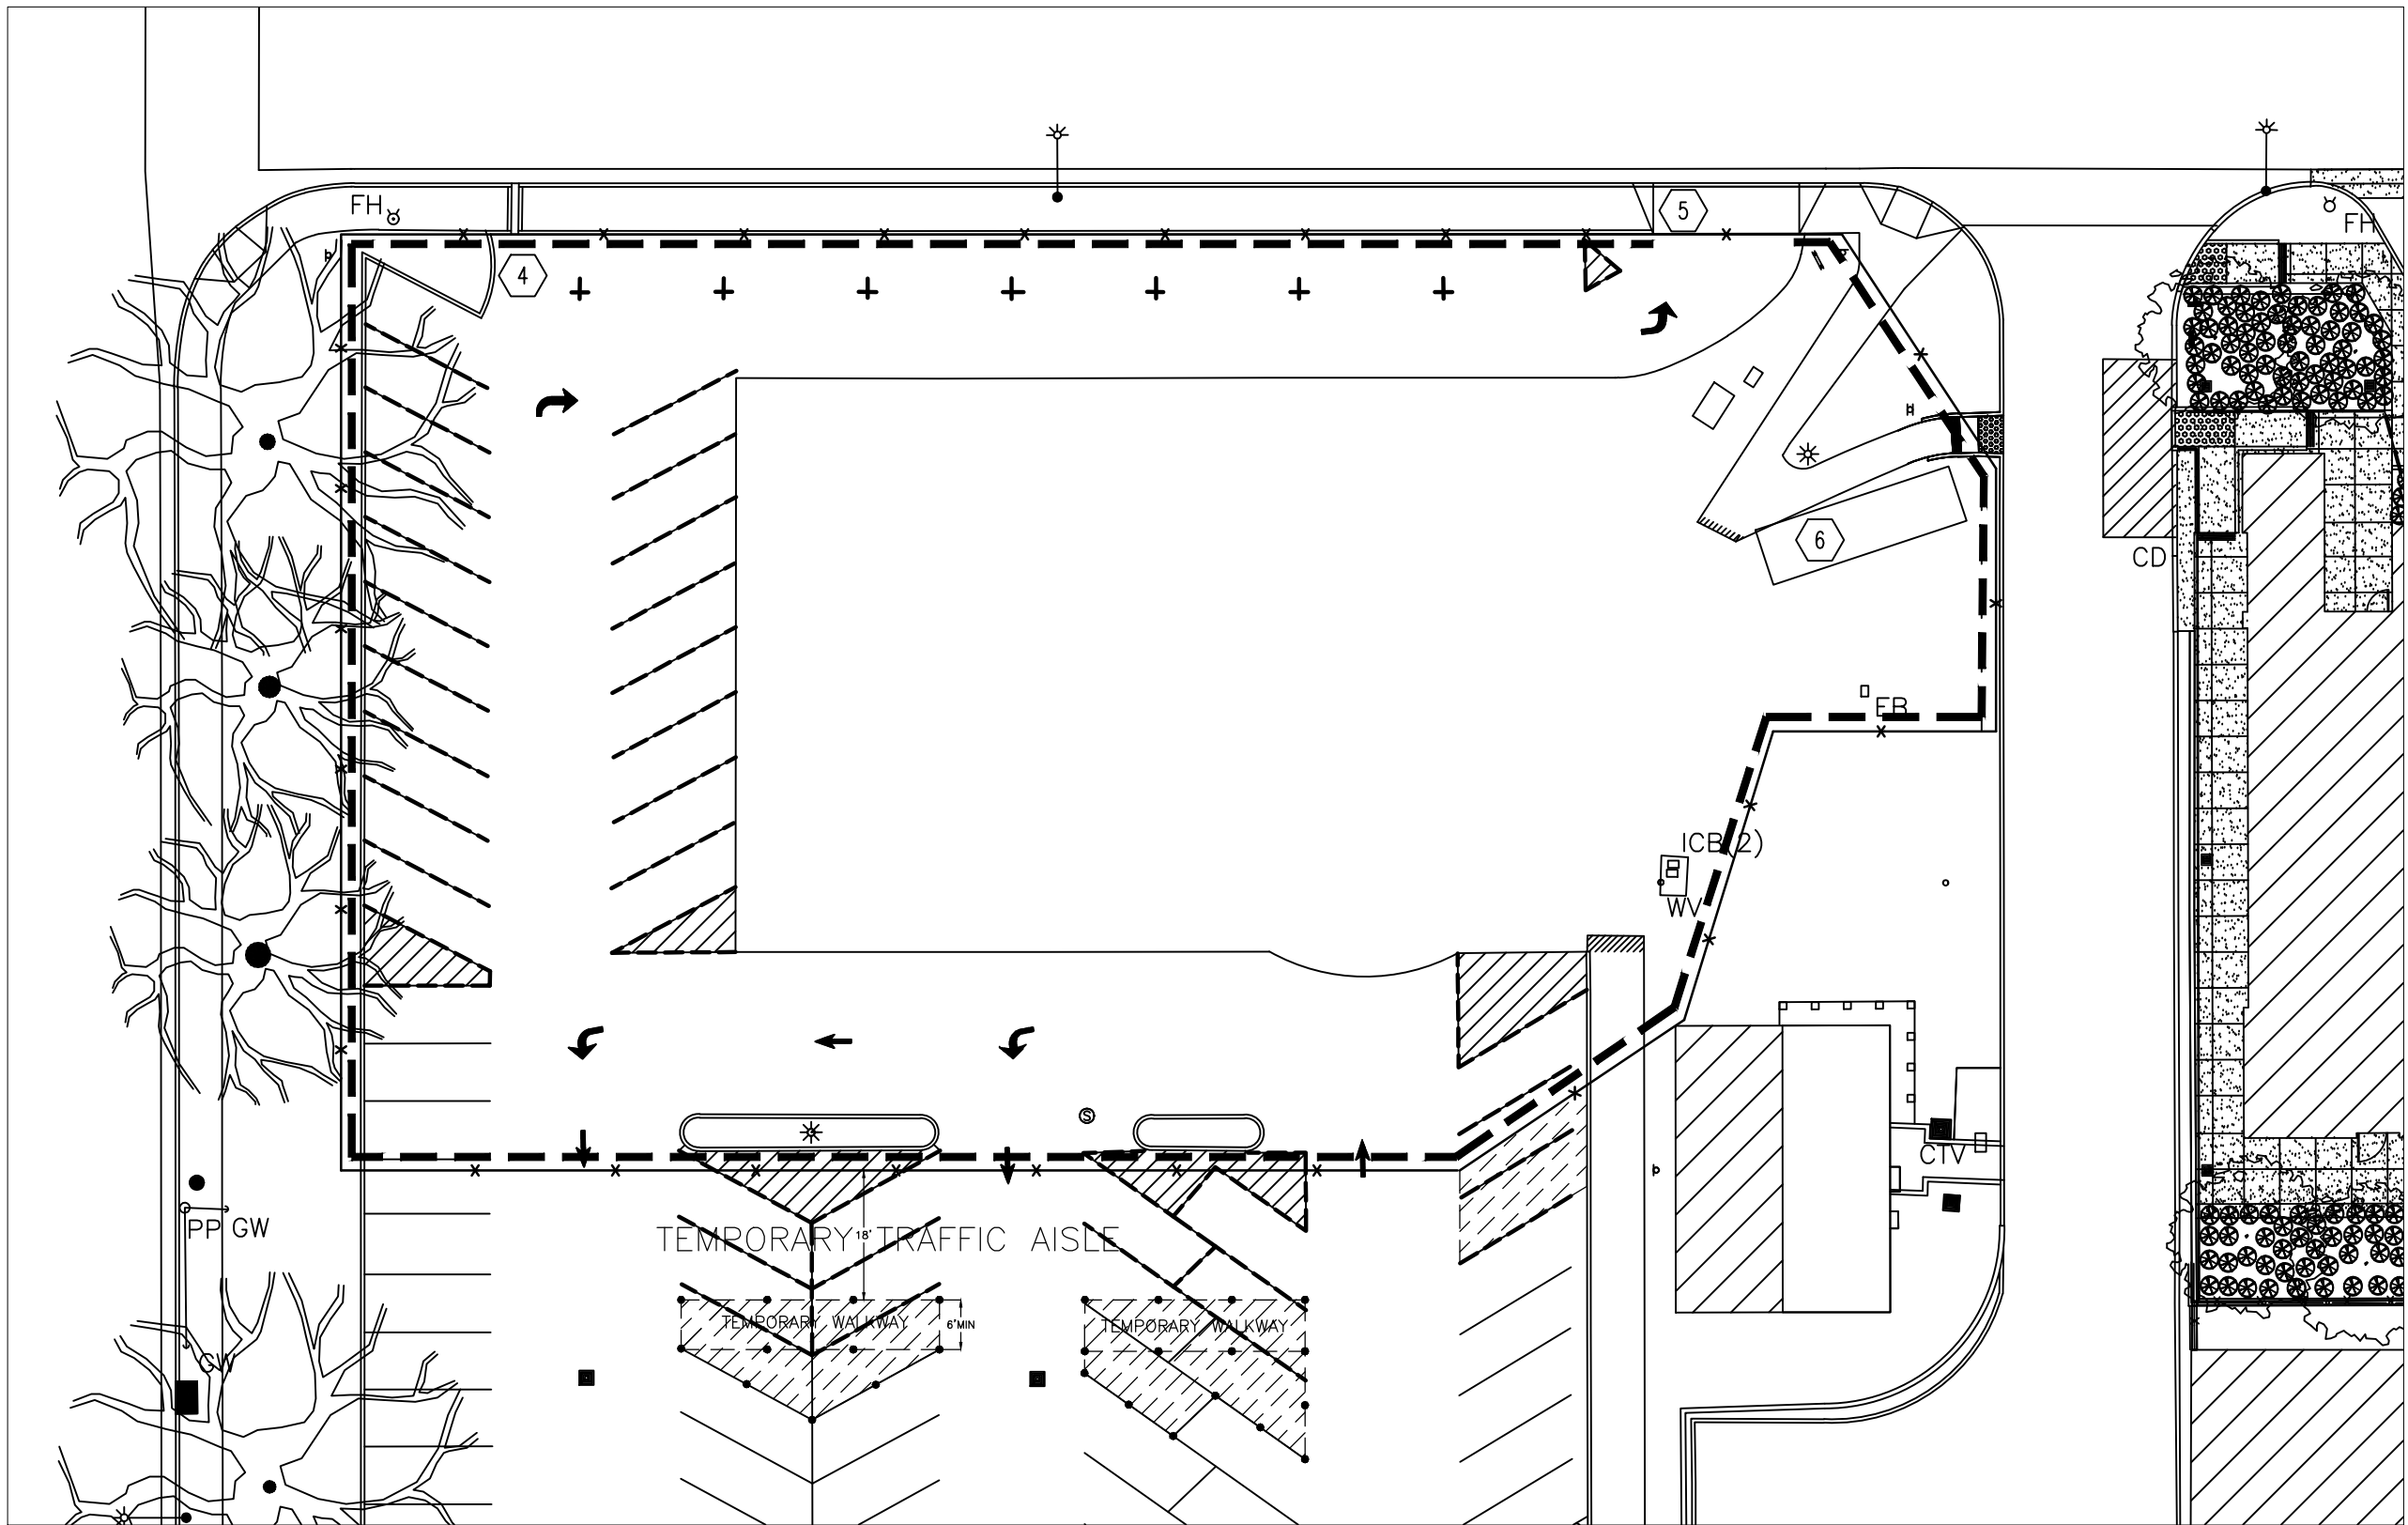 FH
5
FH
4
6
CD
EB
ICB(2)
WV
CTV
S
PP GW
TEMPORARY TRAFFIC AISLE
18'
TEMPORARY WALKWAY
6'MIN
TEMPORARY WALKWAY
GW